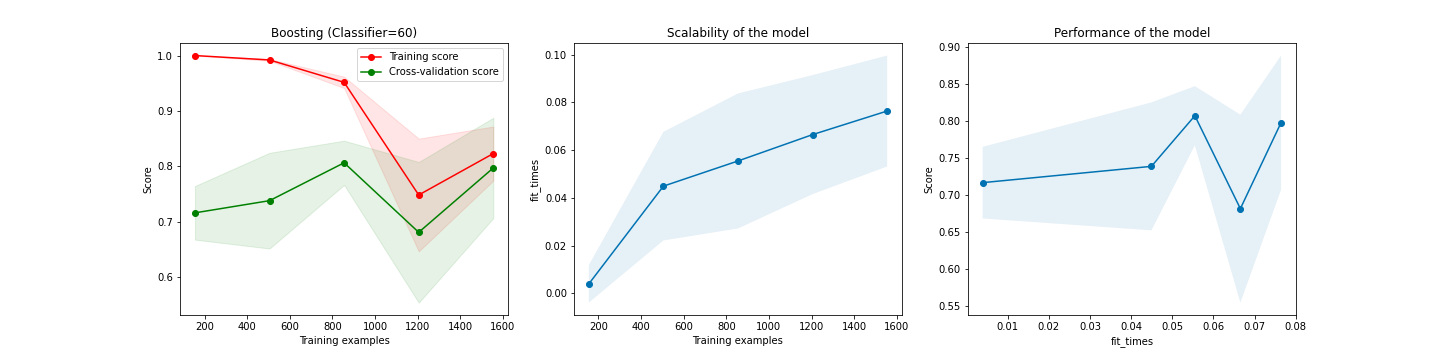 Boosting (Classifier=60)
Training score
Cross-validation score
1.0
0.9
0.8
0.7
0.6
Score
200 400 600 800 1000 1200 1400 1600
Training examples
Scalability of the model
0.10
0.08
0.06
0.04
0.02
0.00
fit_times
200 400 600 800 1000 1200 1400 1600
Training examples
Performance of the model
0.90
0.85
0.80
0.75
0.70
0.65
0.60
0.55
Score
0.01 0.02 0.03 0.04 0.05 0.06 0.07 0.08
fit_times